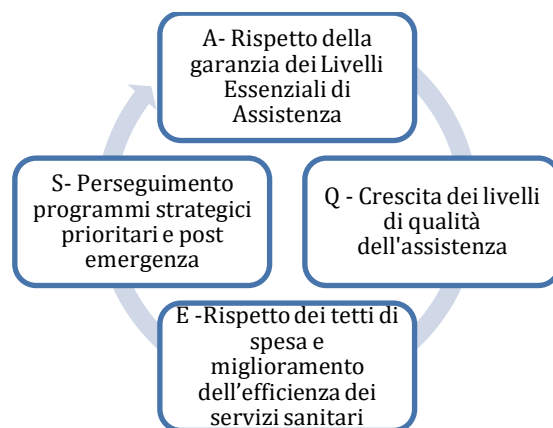 A- Rispetto della
garanzia dei Livelli
Essenziali di
Assistenza
S- Perseguimento
programmi strategici
prioritari e post
emergenza
Q - Crescita dei livelli
di qualità
dell'assistenza
E -Rispetto dei tetti di
spesa e
miglioramento
dell’efficienza dei
servizi sanitari